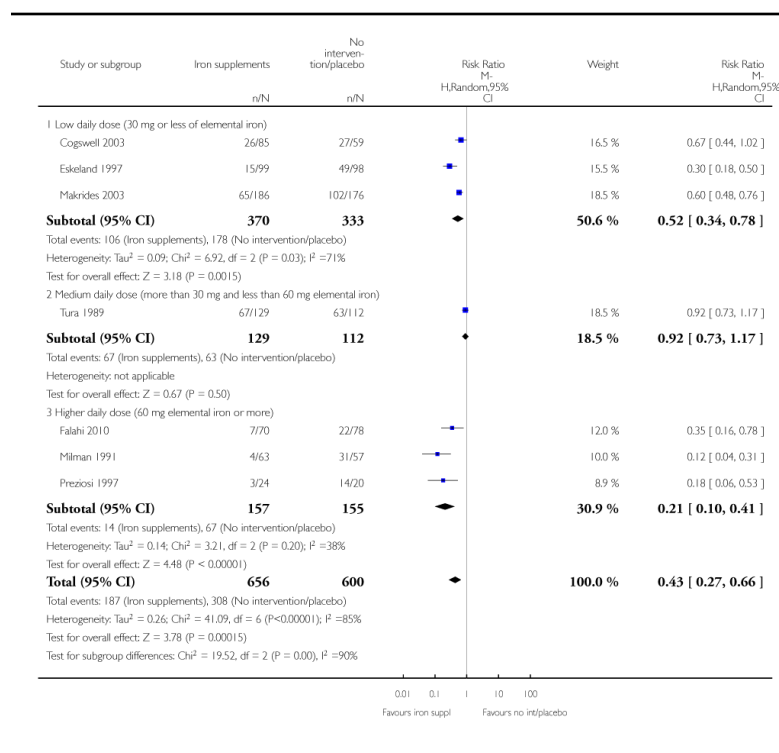 Study or subgroup Iron supplements No interven-tion/placebo Risk Ratio Weight Risk Ratio
n/N n/N M-H,Random,95% CI M-H,Random,95% CI
1 Low daily dose (30 mg or less of elemental iron)
Cogswell 2003 26/85 27/59 16.5 % 0.67 [ 0.44, 1.02 ]
Eskeland 1997 15/99 49/98 15.5 % 0.30 [ 0.18, 0.50 ]
Makrides 2003 65/186 102/176 18.5 % 0.60 [ 0.48, 0.76 ]
Subtotal (95% CI) 370 333 50.6 % 0.52 [ 0.34, 0.78 ]
Total events: 106 (Iron supplements), 178 (No intervention/placebo)
Heterogeneity: Tau² = 0.09; Chi² = 6.92, df = 2 (P = 0.03); I² =71%
Test for overall effect: Z = 3.18 (P = 0.0015)
2 Medium daily dose (more than 30 mg and less than 60 mg elemental iron)
Tura 1989 67/129 63/112 18.5 % 0.92 [ 0.73, 1.17 ]
Subtotal (95% CI) 129 112 18.5 % 0.92 [ 0.73, 1.17 ]
Total events: 67 (Iron supplements), 63 (No intervention/placebo)
Heterogeneity: not applicable
Test for overall effect: Z = 0.67 (P = 0.50)
3 Higher daily dose (60 mg elemental iron or more)
Falahi 2010 7/70 22/78 12.0 % 0.35 [ 0.16, 0.78 ]
Milman 1991 4/63 31/57 10.0 % 0.12 [ 0.04, 0.31 ]
Preziosi 1997 3/24 14/20 8.9 % 0.18 [ 0.06, 0.53 ]
Subtotal (95% CI) 157 155 30.9 % 0.21 [ 0.10, 0.41 ]
Total events: 14 (Iron supplements), 67 (No intervention/placebo)
Heterogeneity: Tau² = 0.14; Chi² = 3.21, df = 2 (P = 0.20); I² =38%
Test for overall effect: Z = 4.48 (P < 0.00001)
Total (95% CI) 656 600 100.0 % 0.43 [ 0.27, 0.66 ]
Total events: 187 (Iron supplements), 308 (No intervention/placebo)
Heterogeneity: Tau² = 0.26; Chi² = 41.09, df = 6 (P<0.00001); I² =85%
Test for overall effect: Z = 3.78 (P = 0.00015)
Test for subgroup differences: Chi² = 19.52, df = 2 (P = 0.00), I² =90%
0.01 0.1 1 10 100
Favours iron suppl Favours no int/placebo